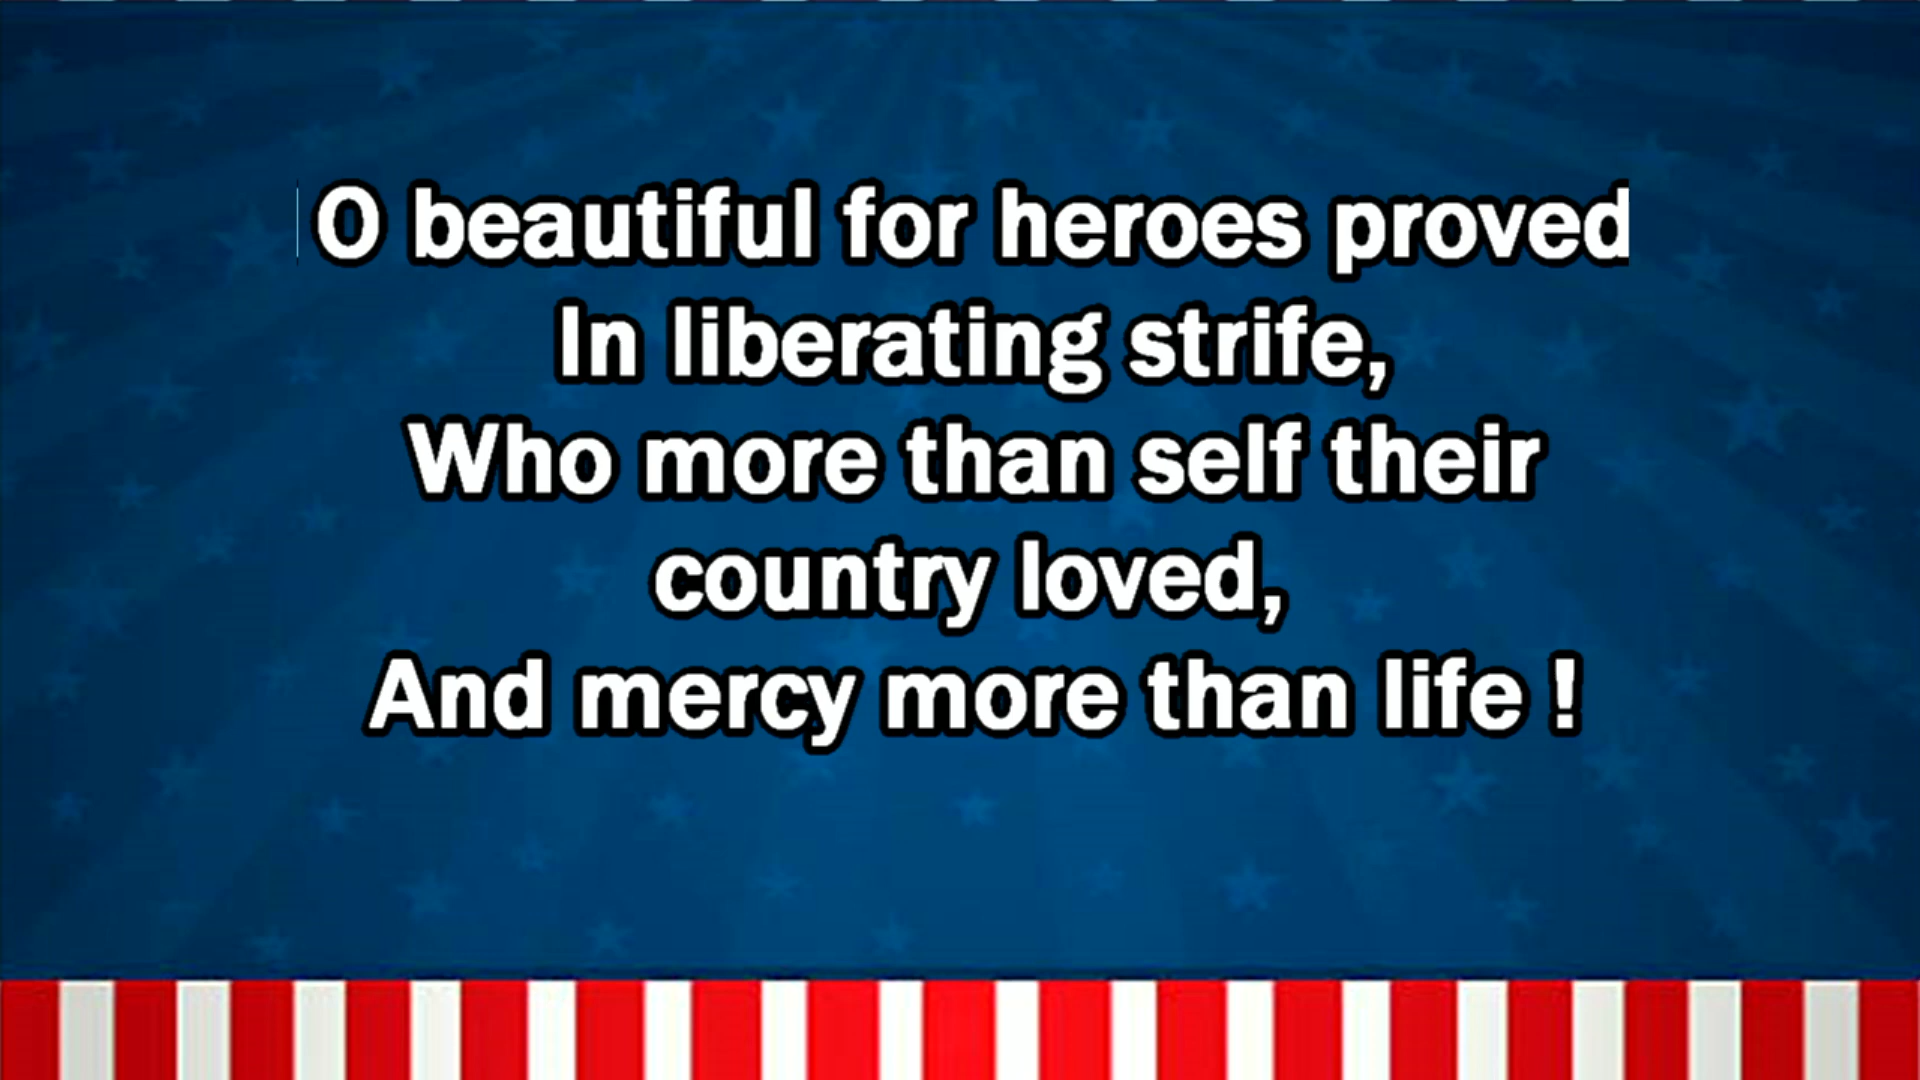 O beautiful for heroes proved
In liberating strife,
Who more than self their
country loved,
And mercy more than life !